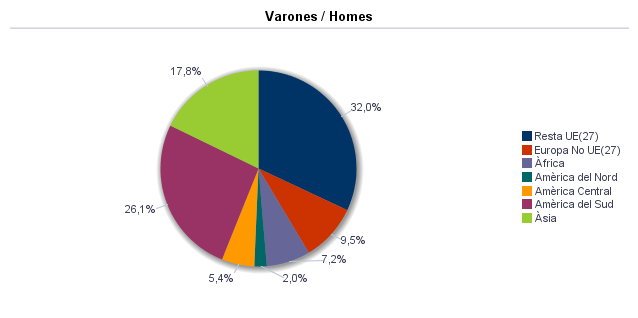 Varones / Homes
17,8%
32,0%
26,1%
9,5%
7,2%
5,4%
2,0%
Resta UE(27)
Europa No UE(27)
Àfrica
Amèrica del Nord
Amèrica Central
Amèrica del Sud
Àsia